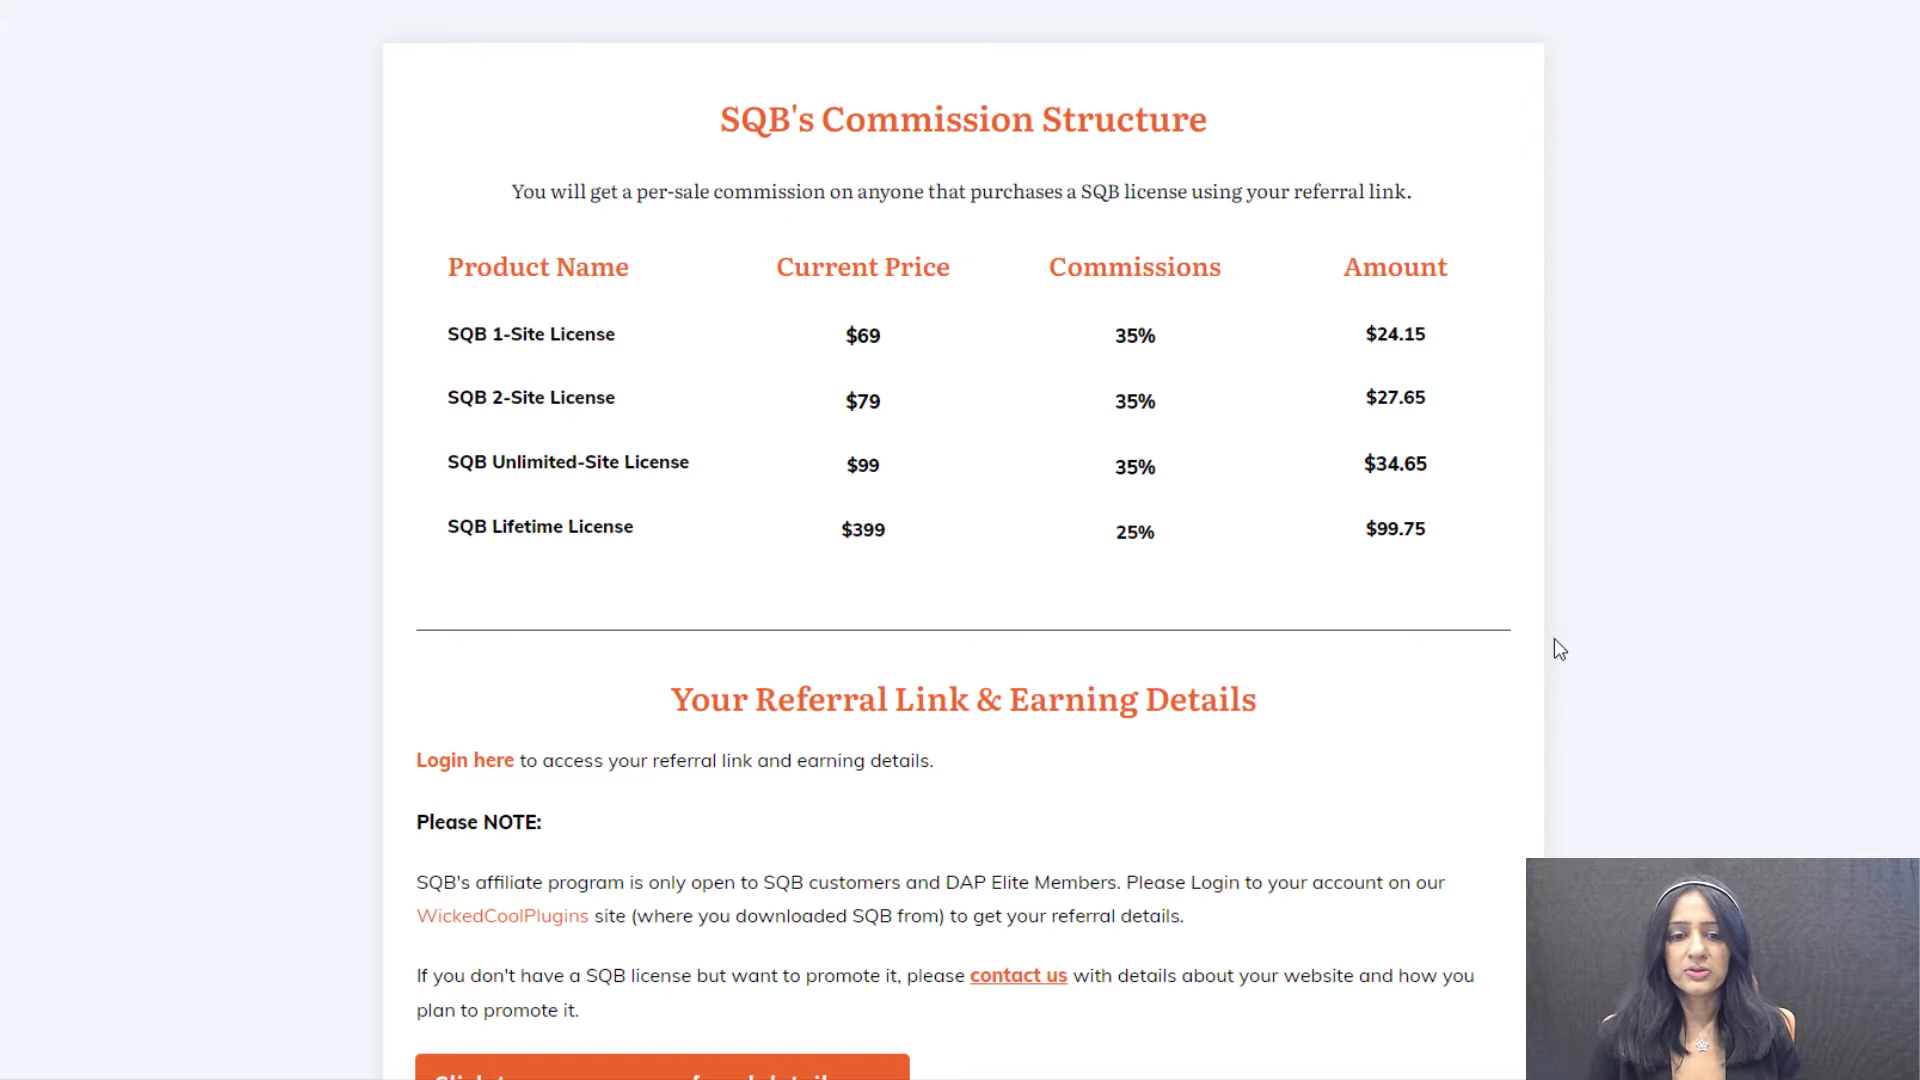 SQB's Commission Structure
You will get a per-sale commission on anyone that purchases a SQB license using your referral link.
Product Name Current Price Commissions Amount
SQB 1-Site License $69 35% $24.15
SQB 2-Site License $79 35% $27.65
SQB Unlimited-Site License $99 35% $34.65
SQB Lifetime License $399 25% $99.75
Your Referral Link & Earning Details
Login here to access your referral link and earning details.
Please NOTE:
SQB's affiliate program is only open to SQB customers and DAP Elite Members. Please Login to your account on our
WickedCoolPlugins site (where you downloaded SQB from) to get your referral details.
If you don't have a SQB license but want to promote it, please contact us with details about your website and how you
plan to promote it.